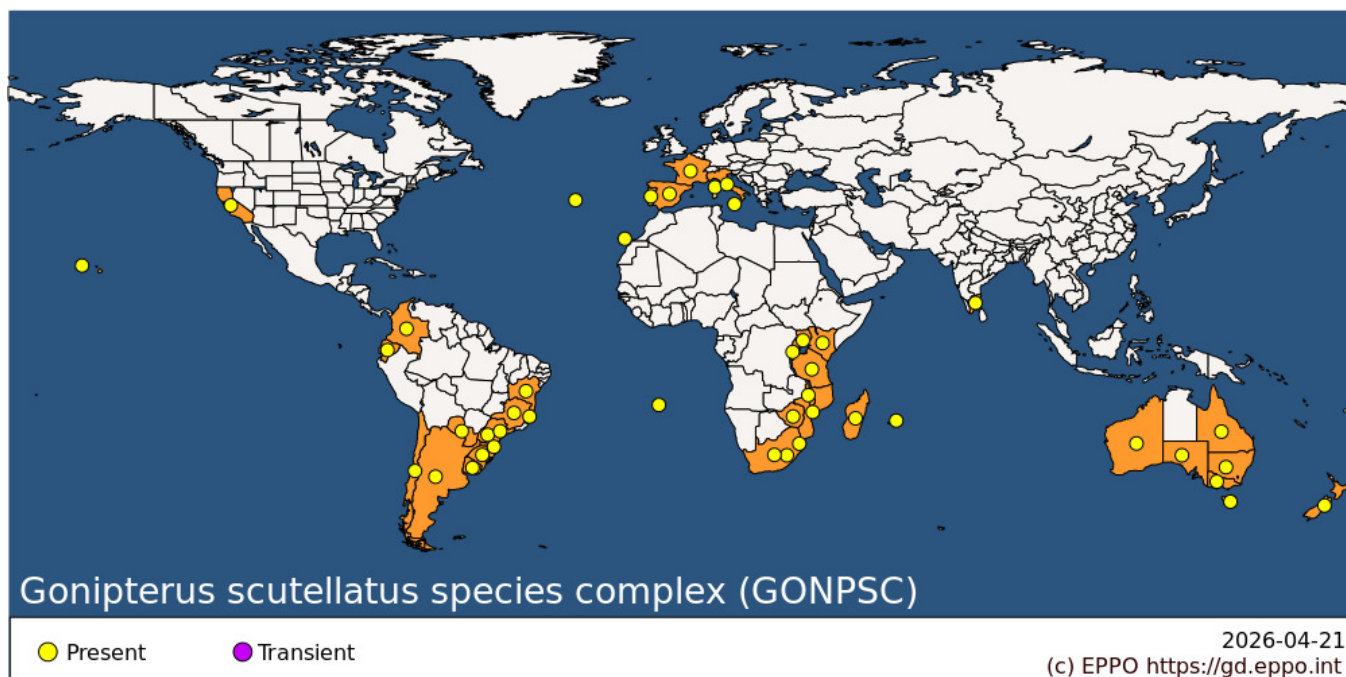 Gonipterus scutellatus species complex (GONPSC)
Present
Transient
2026-04-21
(c) EPPO https://gd.eppo.int